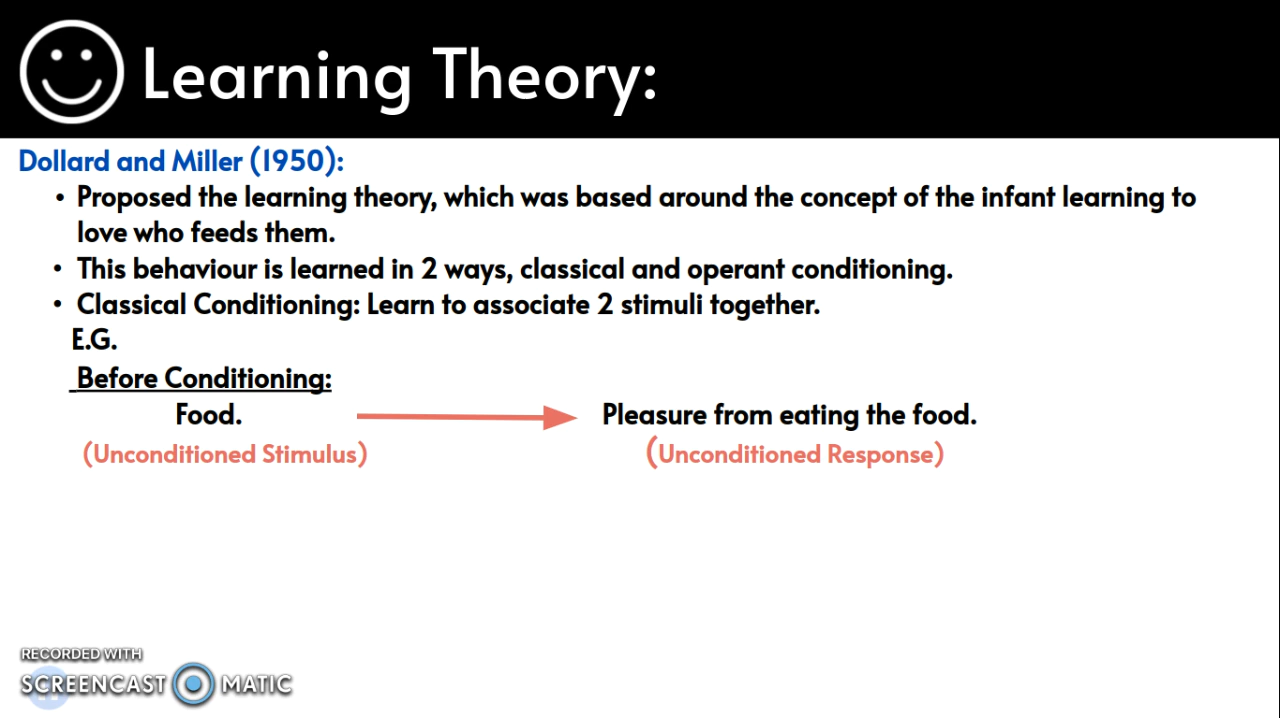 Learning Theory:
Dollard and Miller (1950):
• Proposed the learning theory, which was based around the concept of the infant learning to
love who feeds them.
• This behaviour is learned in 2 ways, classical and operant conditioning.
• Classical Conditioning: Learn to associate 2 stimuli together.
E.G.
Before Conditioning:
Food. Pleasure from eating the food.
(Unconditioned Stimulus) (Unconditioned Response)
RECORDED WITH
SCREENCAST MATIC